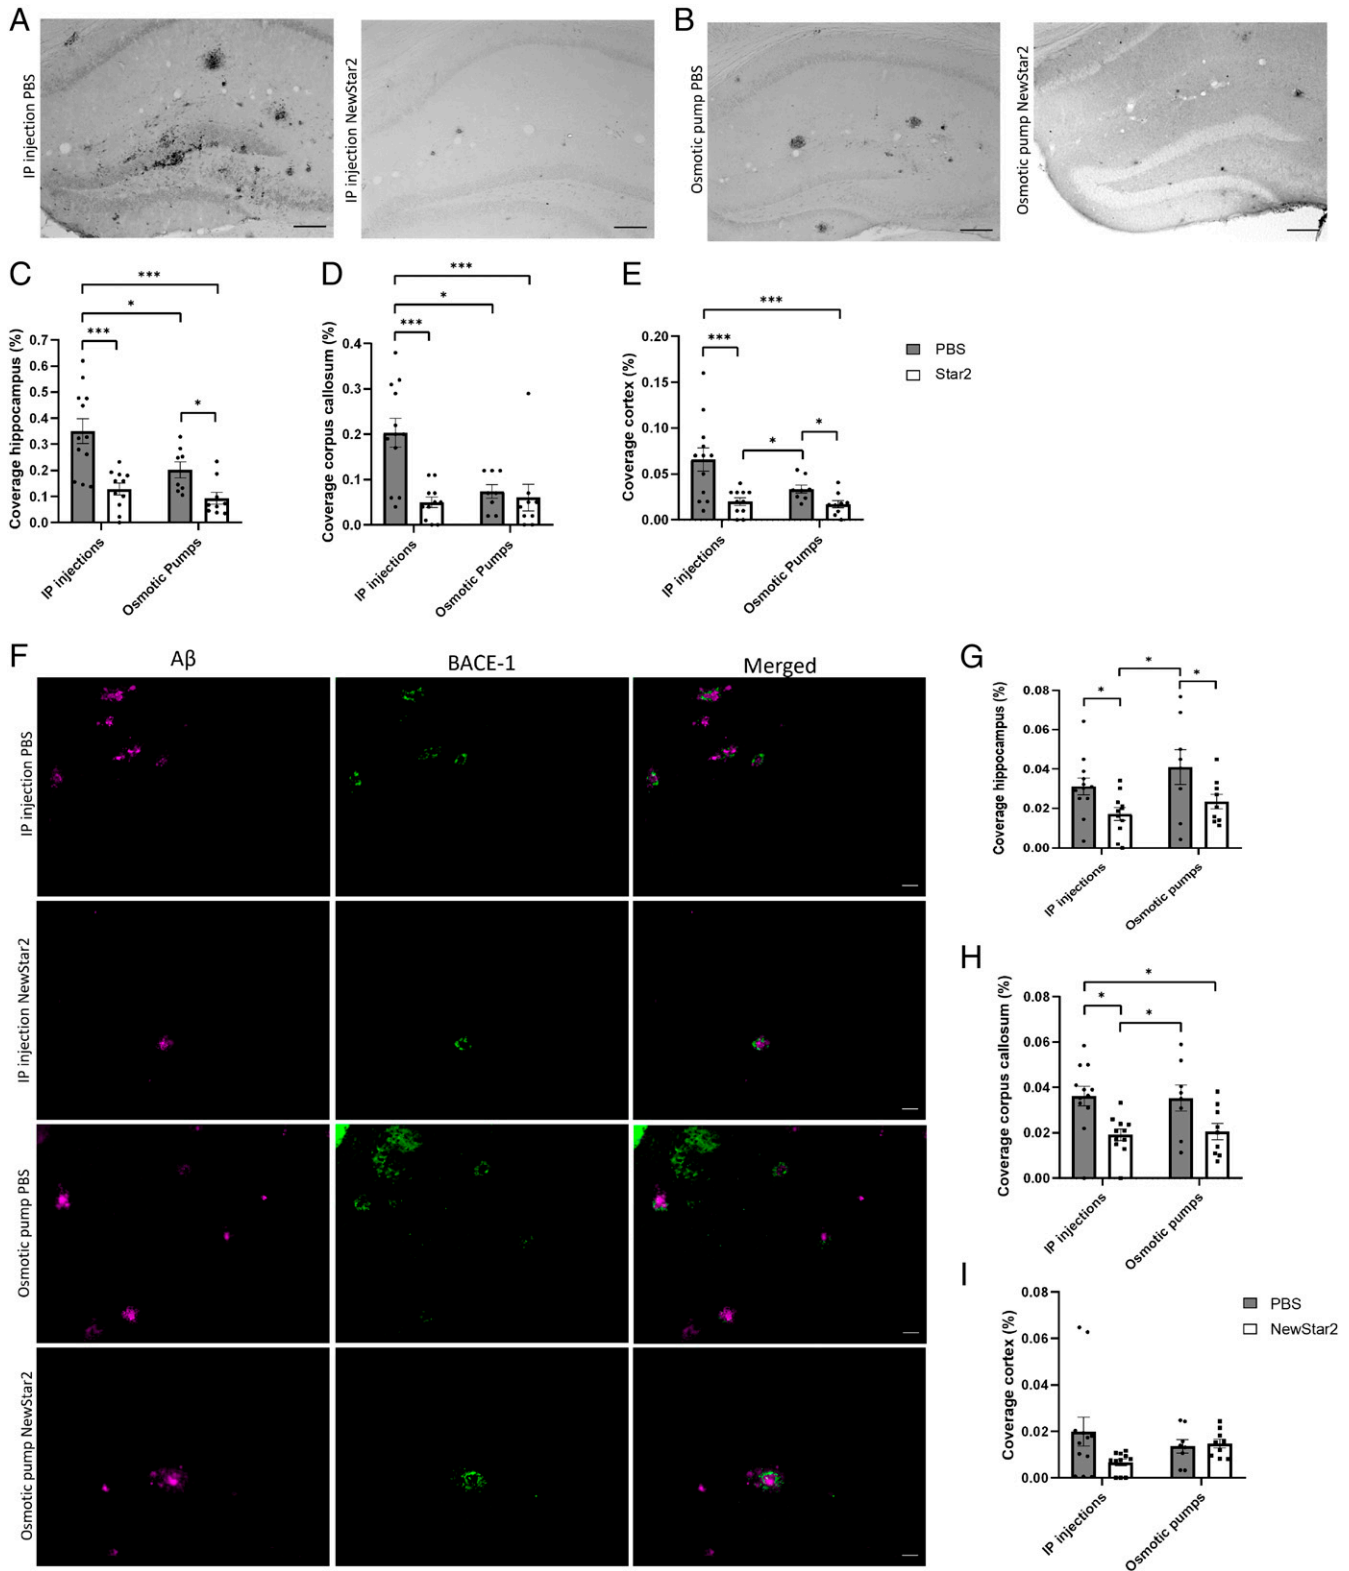 A
B
IP injection PBS
IP injection NewStar2
Osmotic pump PBS
Osmotic pump NewStar2
C
D
E
***
*
***
*
Coverage hippocampus (%)
0.7
0.6
0.5
0.4
0.3
0.2
0.1
0.0
IP injections
Osmotic Pumps
***
*
***
Coverage corpus callosum (%)
0.4
0.3
0.2
0.1
0.0
IP injections
Osmotic Pumps
***
***
*
*
Coverage cortex (%)
0.20
0.15
0.10
0.05
0.00
IP injections
Osmotic Pumps
PBS
Star2
F
Aβ
BACE-1
Merged
IP injection PBS
IP injection NewStar2
Osmotic pump PBS
Osmotic pump NewStar2
G
*
*
*
Coverage hippocampus (%)
0.08
0.06
0.04
0.02
0.00
IP injections
Osmotic pumps
H
*
*
*
Coverage corpus callosum (%)
0.08
0.06
0.04
0.02
0.00
IP injections
Osmotic pumps
I
Coverage cortex (%)
0.08
0.06
0.04
0.02
0.00
IP injections
Osmotic pumps
PBS
NewStar2